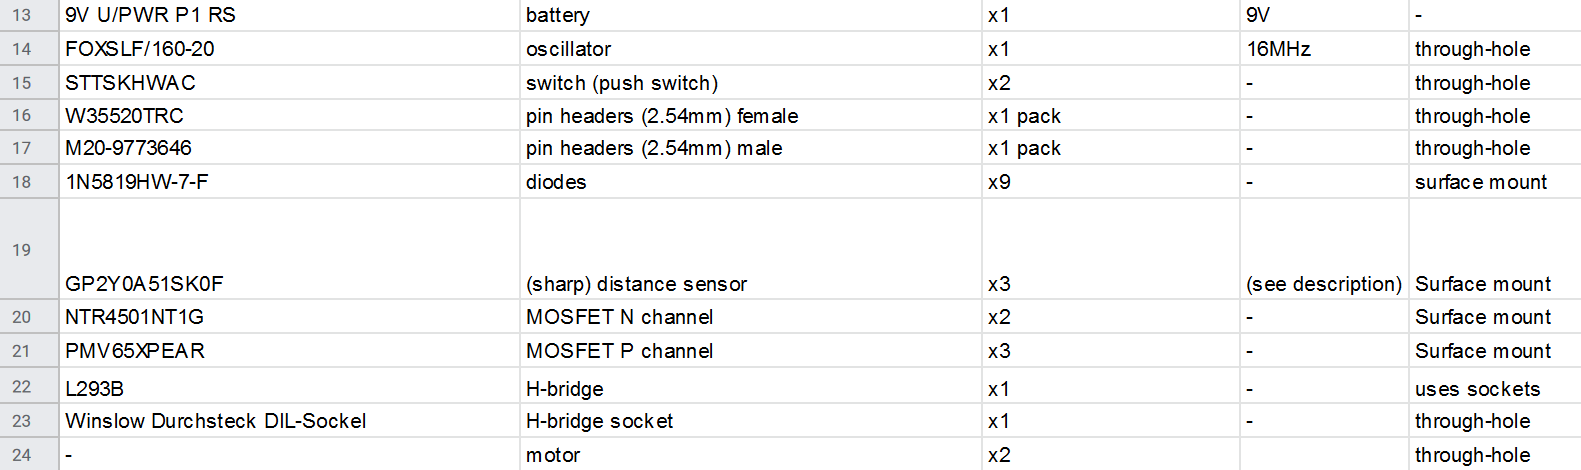 13 9V U/PWR P1 RS battery x1 9V -
14 FOXSLF/160-20 oscillator x1 16MHz through-hole
15 STTSKHWAC switch (push switch) x2 - through-hole
16 W35520TRC pin headers (2.54mm) female x1 pack - through-hole
17 M20-9773646 pin headers (2.54mm) male x1 pack - through-hole
18 1N5819HW-7-F diodes x9 - surface mount
19 GP2Y0A51SK0F (sharp) distance sensor x3 (see description) Surface mount
20 NTR4501NT1G MOSFET N channel x2 - Surface mount
21 PMV65XPEAR MOSFET P channel x3 - Surface mount
22 L293B H-bridge x1 - uses sockets
23 Winslow Durchsteck DIL-Sockel H-bridge socket x1 - through-hole
24 - motor x2 through-hole